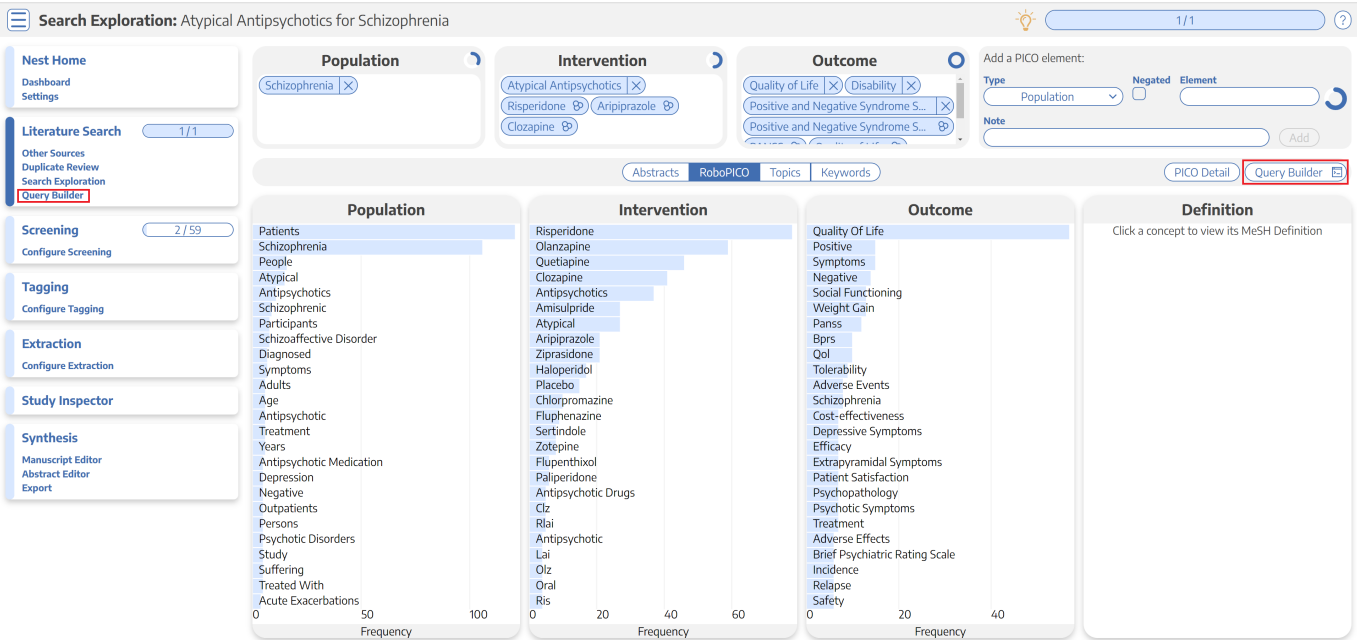 Search Exploration: Atypical Antipsychotics for Schizophrenia
1 / 1
?
Nest Home
Dashboard
Settings
Literature Search 1 / 1
Other Sources
Duplicate Review
Search Exploration
Query Builder
Screening 2 / 59
Configure Screening
Tagging
Configure Tagging
Extraction
Configure Extraction
Study Inspector
Synthesis
Manuscript Editor
Abstract Editor
Export
Population
Schizophrenia
Intervention
Atypical Antipsychotics
Risperidone Aripiprazole
Clozapine
Outcome
Quality of Life Disability
Positive and Negative Syndrome S...
Positive and Negative Syndrome S...
PANSS Quality of Life
Add a PICO element:
Type Negated Element
Population
Note
Add
Abstracts RoboPICO Topics Keywords
PICO Detail Query Builder
Population
Patients
Schizophrenia
People
Atypical
Antipsychotics
Schizophrenic
Participants
Schizoaffective Disorder
Diagnosed
Symptoms
Adults
Age
Antipsychotic
Treatment
Years
Antipsychotic Medication
Depression
Negative
Outpatients
Persons
Psychotic Disorders
Study
Suffering
Treated With
Acute Exacerbations
0 50 100
Frequency
Intervention
Risperidone
Olanzapine
Quetiapine
Clozapine
Antipsychotics
Amisulpride
Atypical
Aripiprazole
Ziprasidone
Haloperidol
Placebo
Chlorpromazine
Fluphenazine
Sertindole
Zotepine
Flupenthixol
Paliperidone
Antipsychotic Drugs
Clz
Rlai
Antipsychotic
Lai
Olz
Oral
Ris
0 20 40 60
Frequency
Outcome
Quality Of Life
Positive
Symptoms
Negative
Social Functioning
Weight Gain
Panss
Bprs
Qol
Tolerability
Adverse Events
Schizophrenia
Cost-effectiveness
Depressive Symptoms
Efficacy
Extrapyramidal Symptoms
Patient Satisfaction
Psychopathology
Psychotic Symptoms
Treatment
Adverse Effects
Brief Psychiatric Rating Scale
Incidence
Relapse
Safety
0 20 40
Frequency
Definition
Click a concept to view its MeSH Definition